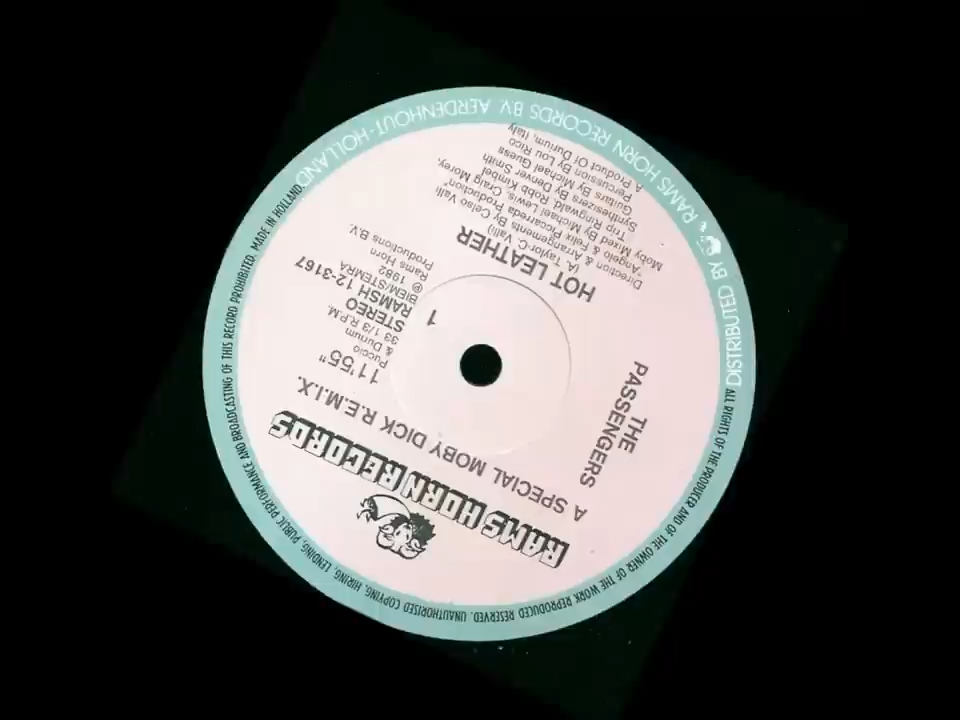 RAMS HORN RECORDS
A SPECIAL MOBY DICK R.E.M.I.X.
THE
PASSENGERS
11'55"
Puccio
& Durium
33 1/3 R.P.M.
STEREO
RAMSH 12-3167
BIEM/STEMRA
℗ 1982
Rams Horn
Productions B.V.
1
HOT LEATHER
(A. Taylor-C. Valli)
Direction & Arrangements By Celso Valli
"Angelo & Felix Piccarreda Production"
Moby Mixed By Michael Lewis, Craig Morey,
Trip Ringwald, Robb Kimbel
Synthesizers By Denver Smith
Guitars By Michael Guess
Percussion By Lou Rico
A Product Of Durium, Italy
ALL RIGHTS OF THE PRODUCER AND OF THE OWNER OF THE WORK REPRODUCED RESERVED. UNAUTHORISED COPYING, HIRING, LENDING, PUBLIC PERFORMANCE AND BROADCASTING OF THIS RECORD PROHIBITED. MADE IN HOLLAND.
DISTRIBUTED BY RAMS HORN RECORDS BV. AERDENHOUT-HOLLAND